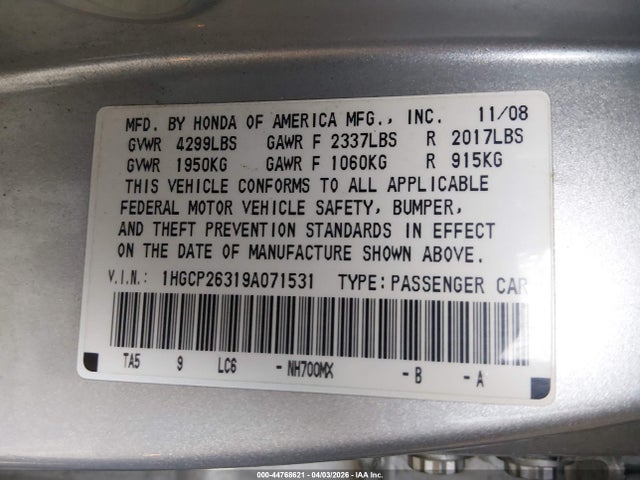 MFD. BY HONDA OF AMERICA MFG., INC. 11/08
GVWR 4299LBS GAWR F 2337LBS R 2017LBS
GVWR 1950KG GAWR F 1060KG R 915KG
THIS VEHICLE CONFORMS TO ALL APPLICABLE
FEDERAL MOTOR VEHICLE SAFETY, BUMPER,
AND THEFT PREVENTION STANDARDS IN EFFECT
ON THE DATE OF MANUFACTURE SHOWN ABOVE.
V.I.N.: 1HGCP26319A071531 TYPE: PASSENGER CAR
TA5 9 LC6 - NH700MX - B - A
000-44768621 - 04/03/2026 - IAA Inc.